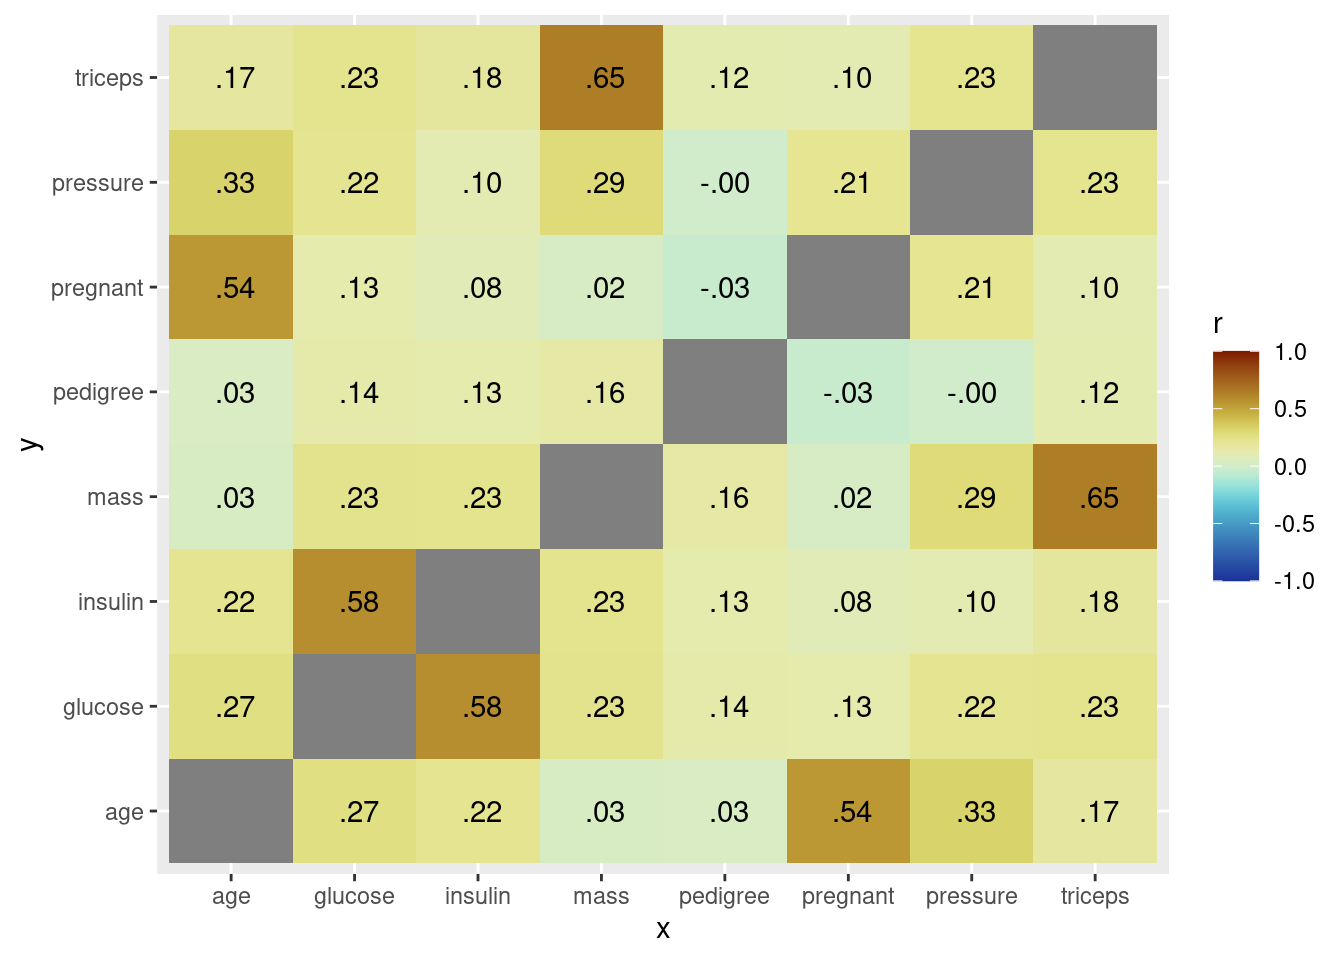 triceps .17 .23 .18 .65 .12 .10 .23
pressure .33 .22 .10 .29 -.00 .21 .23
pregnant .54 .13 .08 .02 -.03 .21 .10
pedigree .03 .14 .13 .16 -.03 -.00 .12
mass .03 .23 .23 .16 .02 .29 .65
insulin .22 .58 .23 .13 .08 .10 .18
glucose .27 .58 .23 .14 .13 .22 .23
age .27 .22 .03 .03 .54 .33 .17
age glucose insulin mass pedigree pregnant pressure triceps
x
y
r
1.0
0.5
0.0
-0.5
-1.0